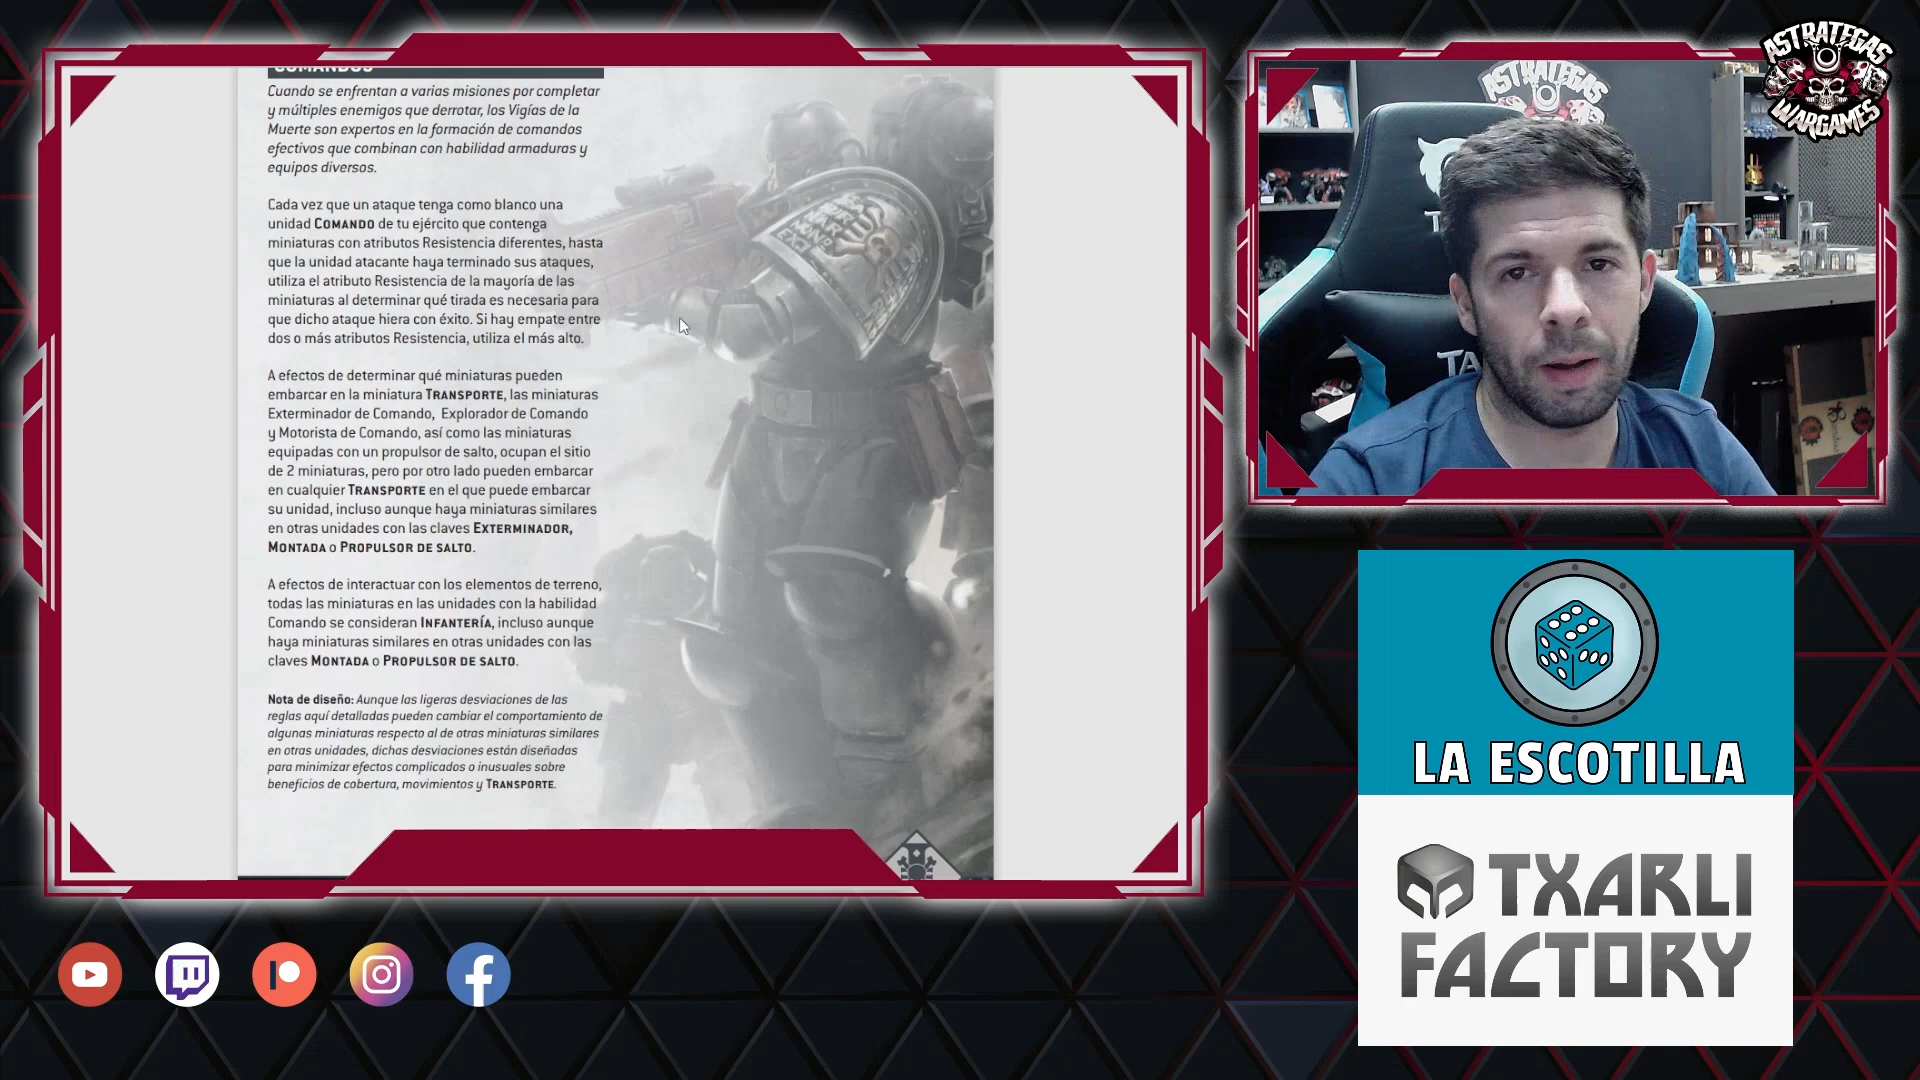 COMANDOS
Cuando se enfrentan a varias misiones por completar
y múltiples enemigos que derrotar, los Vigías de la
Muerte son expertos en la formación de comandos
efectivos que combinan con habilidad armaduras y
equipos diversos.
Cada vez que un ataque tenga como blanco una
unidad COMANDO de tu ejército que contenga
miniaturas con atributos Resistencia diferentes, hasta
que la unidad atacante haya terminado sus ataques,
utiliza el atributo Resistencia de la mayoría de las
miniaturas al determinar qué tirada es necesaria para
que dicho ataque hiera con éxito. Si hay empate entre
dos o más atributos Resistencia, utiliza el más alto.
A efectos de determinar qué miniaturas pueden
embarcar en la miniatura TRANSPORTE, las miniaturas
Exterminador de Comando, Explorador de Comando
y Motorista de Comando, así como las miniaturas
equipadas con un propulsor de salto, ocupan el sitio
de 2 miniaturas, pero por otro lado pueden embarcar
en cualquier TRANSPORTE en el que puede embarcar
su unidad, incluso aunque haya miniaturas similares
en otras unidades con las claves EXTERMINADOR,
MONTADA o PROPULSOR DE SALTO.
A efectos de interactuar con los elementos de terreno,
todas las miniaturas en las unidades con la habilidad
Comando se consideran INFANTERÍA, incluso aunque
haya miniaturas similares en otras unidades con las
claves MONTADA o PROPULSOR DE SALTO.
Nota de diseño: Aunque las ligeras desviaciones de las
reglas aquí detalladas pueden cambiar el comportamiento de
algunas miniaturas respecto al de otras miniaturas similares
en otras unidades, dichas desviaciones están diseñadas
para minimizar efectos complicados o inusuales sobre
beneficios de cobertura, movimientos y TRANSPORTE.
ASTRATEGAS
WARGAMES
ASTRATEGAS
TA
LA ESCOTILLA
TXARLI
FACTORY